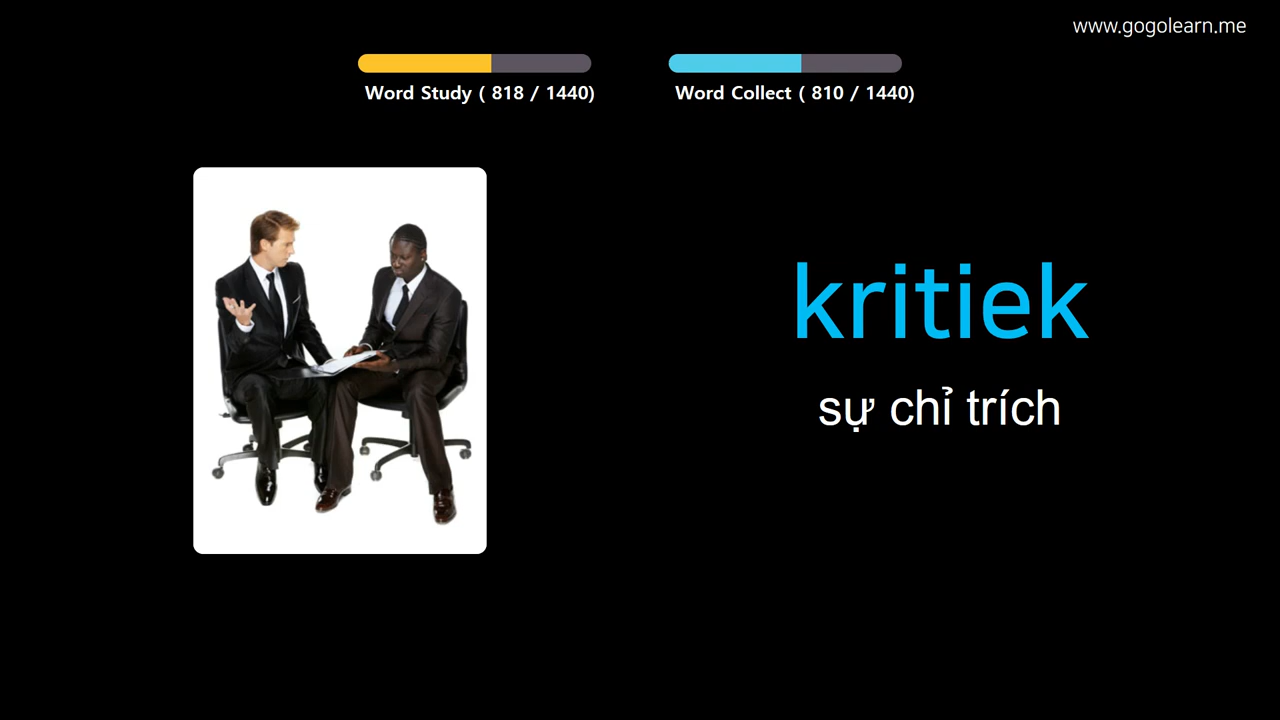 www.gogolearn.me
Word Study ( 818 / 1440)
Word Collect ( 810 / 1440)
kritiek
sự chỉ trích